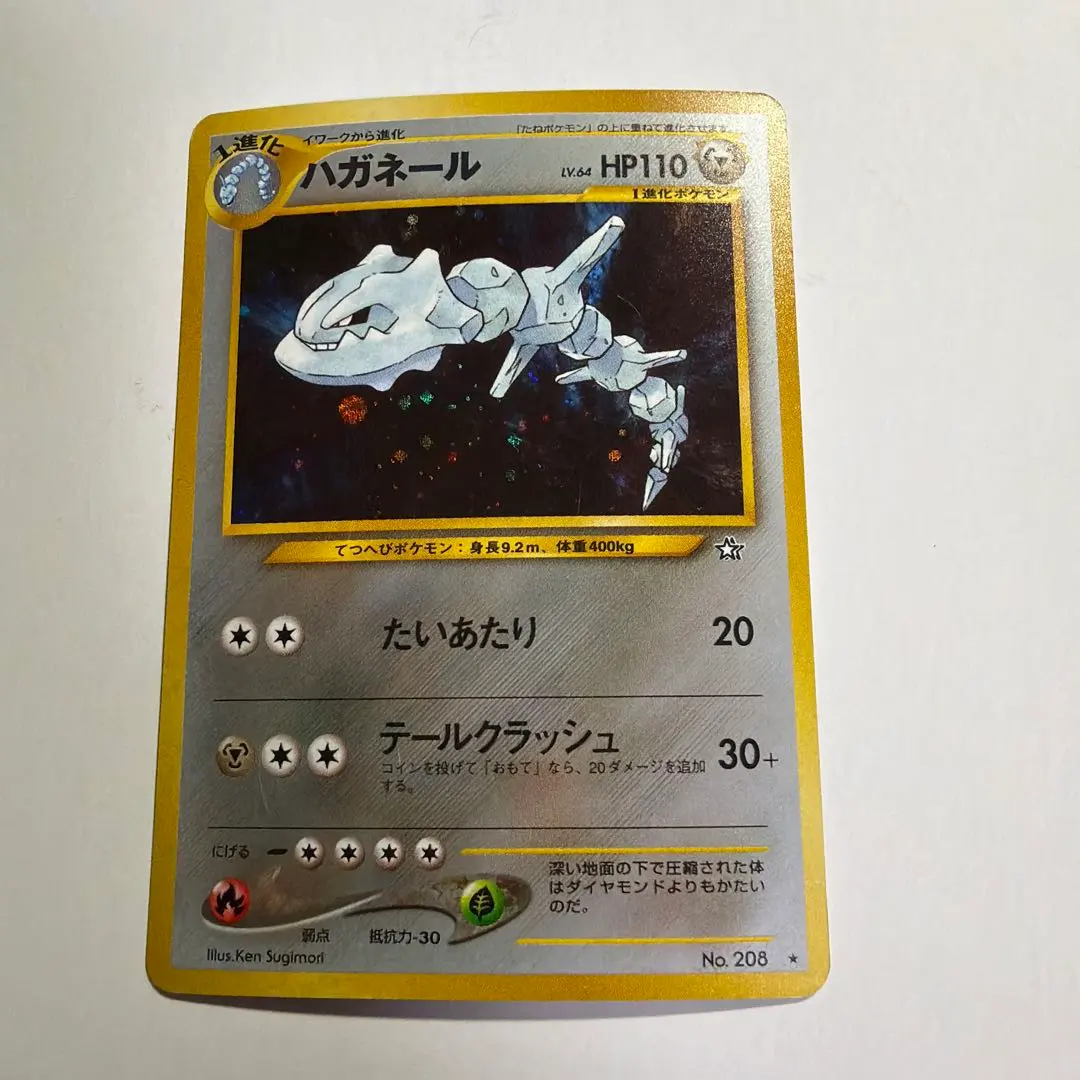 1進化
イワークから進化
「たねポケモン」の上に重ねて進化させます
ハガネール
LV.64 HP110
1進化ポケモン
てつへびポケモン：身長9.2m、体重400kg
たいあたり 20
テールクラッシュ 30+
コインを投げて「おもて」なら、20ダメージを追加
する。
にげる
深い地面の下で圧縮された体
はダイヤモンドよりもかたい
のだ。
弱点 抵抗力-30
Illus.Ken Sugimori
No. 208 ★